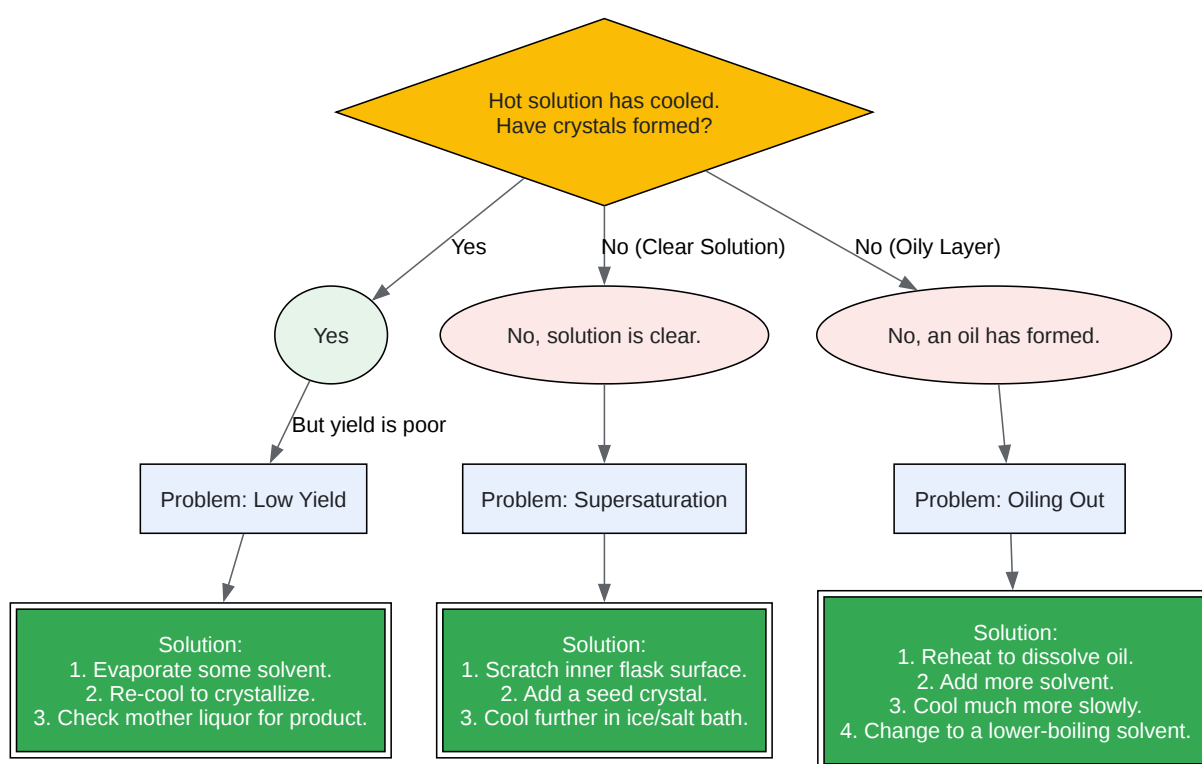 Hot solution has cooled.
Have crystals formed?
Yes
No (Clear Solution)
No (Oily Layer)
Yes
No, solution is clear.
No, an oil has formed.
But yield is poor
Problem: Low Yield
Problem: Supersaturation
Problem: Oiling Out
Solution:
1. Evaporate some solvent.
2. Re-cool to crystallize.
3. Check mother liquor for product.
Solution:
1. Scratch inner flask surface.
2. Add a seed crystal.
3. Cool further in ice/salt bath.
Solution:
1. Reheat to dissolve oil.
2. Add more solvent.
3. Cool much more slowly.
4. Change to a lower-boiling solvent.